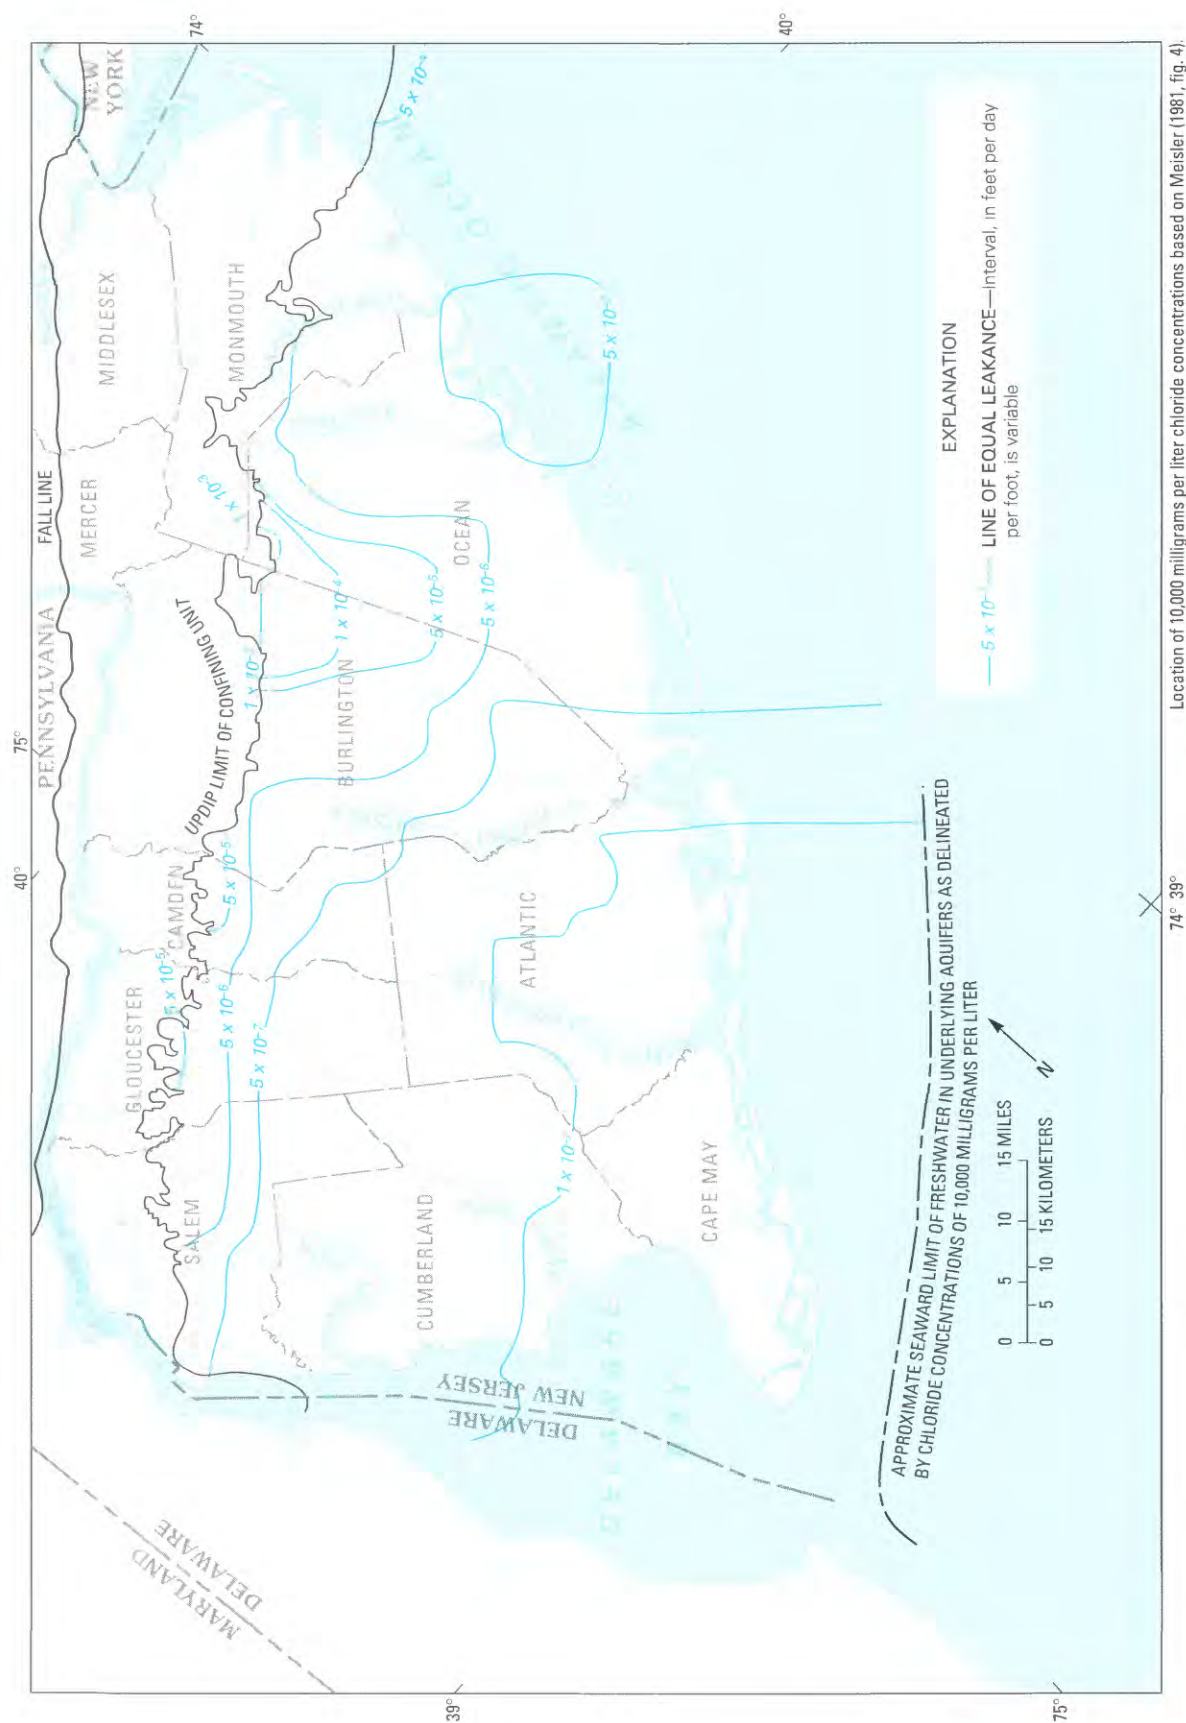 74°
40°
NEW
YORK
5 x 10⁻⁴
MIDDLESEX
MONMOUTH
OCEAN
5 x 10⁻
FALL LINE
MERCER
1 x 10⁻³
OCEAN
PENNSYLVANIA
UPDIP LIMIT OF CONFINING UNIT
1 x 10⁻³
1 x 10⁻⁴
5 x 10⁻⁵
5 x 10⁻⁶
BURLINGTON
75°
40°
CAMDEN
5 x 10⁻⁵
GLOUCESTER
5 x 10⁻⁵
5 x 10⁻⁶
5 x 10⁻⁷
ATLANTIC
SALEM
CUMBERLAND
1 x 10⁻⁷
CAPE MAY
NEW JERSEY
DELAWARE
DELAWARE
BAY
MARYLAND
DELAWARE
39°
75°
74° 39°
EXPLANATION
5 x 10⁻
LINE OF EQUAL LEAKANCE—Interval, in feet per day
per foot, is variable
APPROXIMATE SEAWARD LIMIT OF FRESHWATER IN UNDERLYING AQUIFERS AS DELINEATED
BY CHLORIDE CONCENTRATIONS OF 10,000 MILLIGRAMS PER LITER
N
0 5 10 15 MILES
0 5 10 15 KILOMETERS
Location of 10,000 milligrams per liter chloride concentrations based on Meisler (1981, fig. 4).